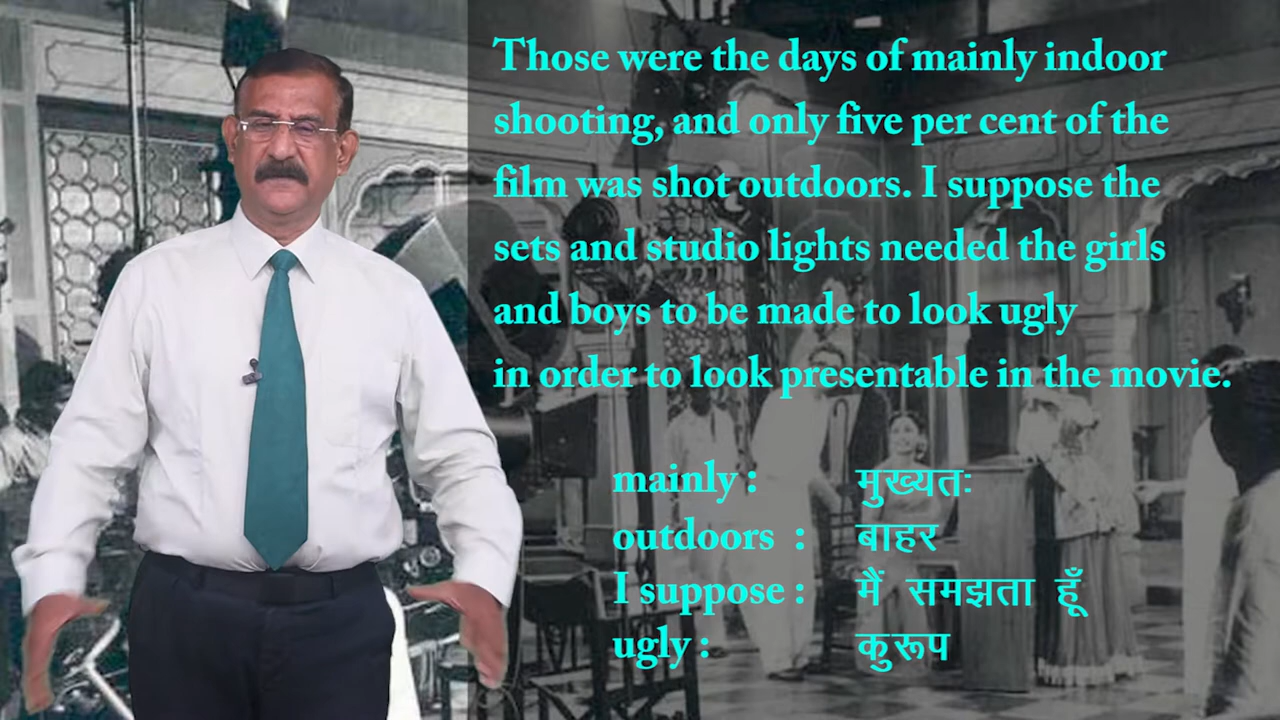 Those were the days of mainly indoor
shooting, and only five per cent of the
film was shot outdoors. I suppose the
sets and studio lights needed the girls
and boys to be made to look ugly
in order to look presentable in the movie.
mainly : मुख्यतः
outdoors : बाहर
I suppose : मैं समझता हूँ
ugly : कुरूप